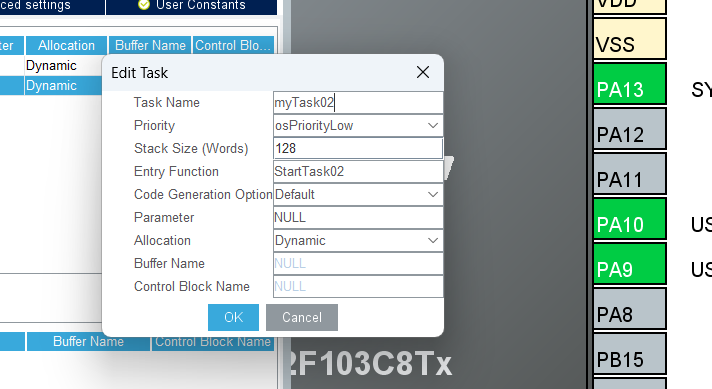 ced settings
User Constants
ter Allocation Buffer Name Control Blo...
Dynamic
Dynamic
Edit Task
Task Name myTask02
Priority osPriorityLow
Stack Size (Words) 128
Entry Function StartTask02
Code Generation Option Default
Parameter NULL
Allocation Dynamic
Buffer Name NULL
Control Block Name NULL
OK Cancel
Buffer Name Control Block Name
VDD
VSS
PA13 SY
PA12
PA11
PA10 US
PA9 US
PA8
PB15
2F103C8Tx